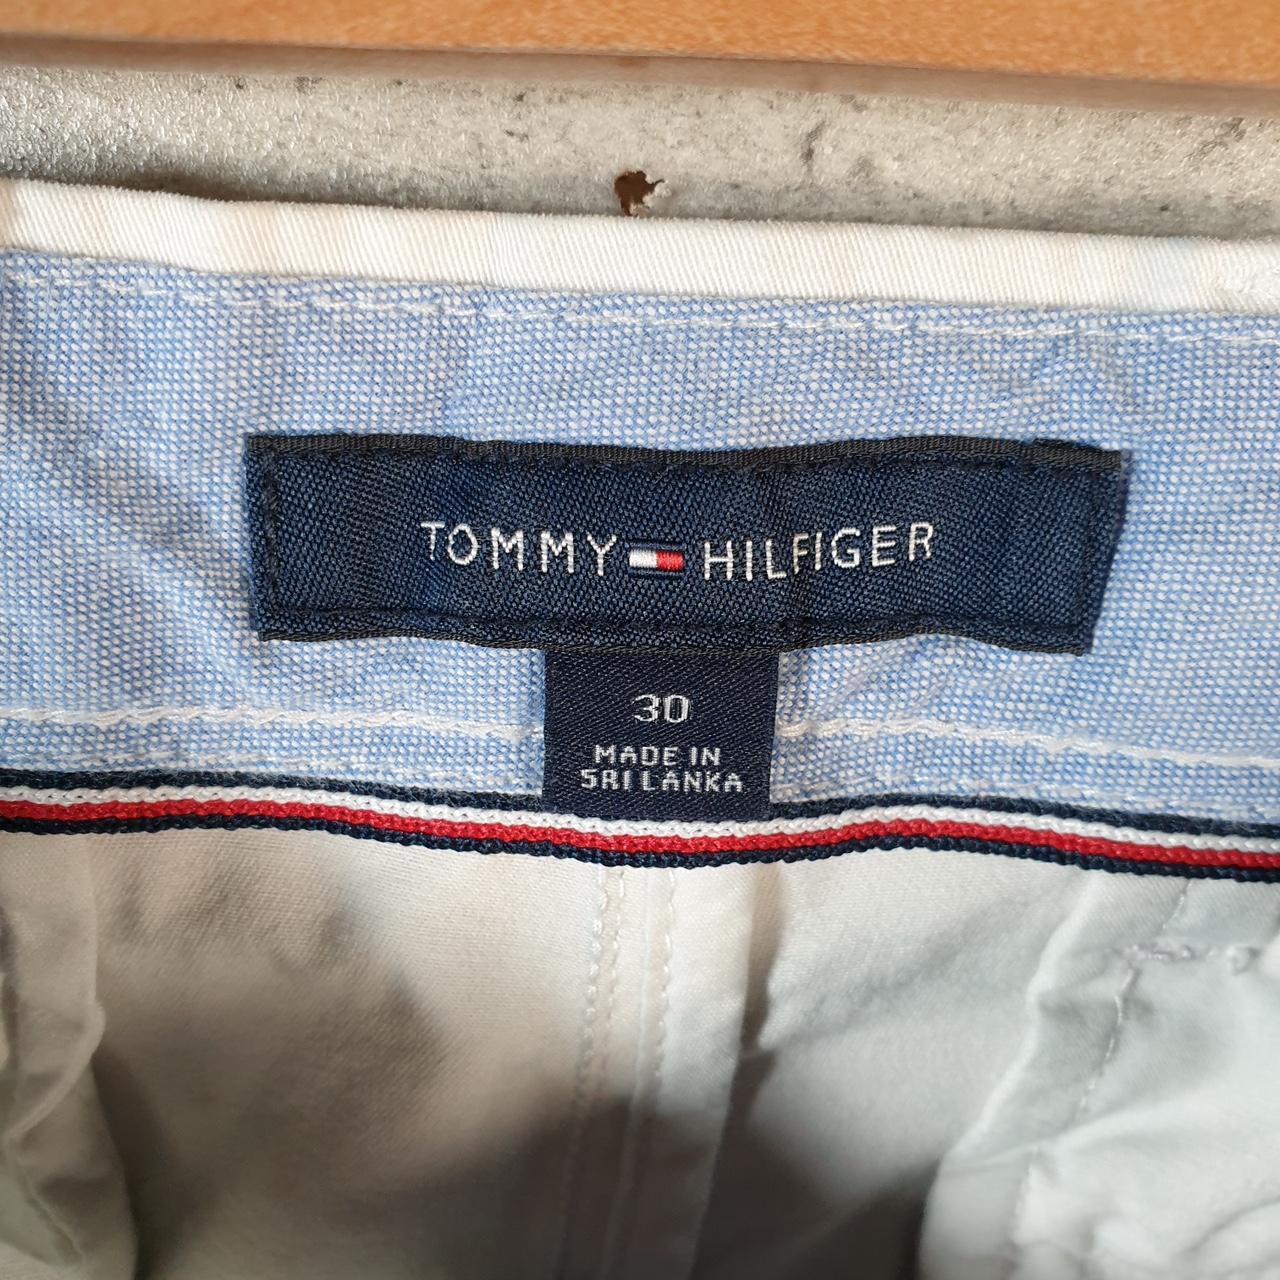 TOMMY HILFIGER
30
MADE IN
SRI LANKA